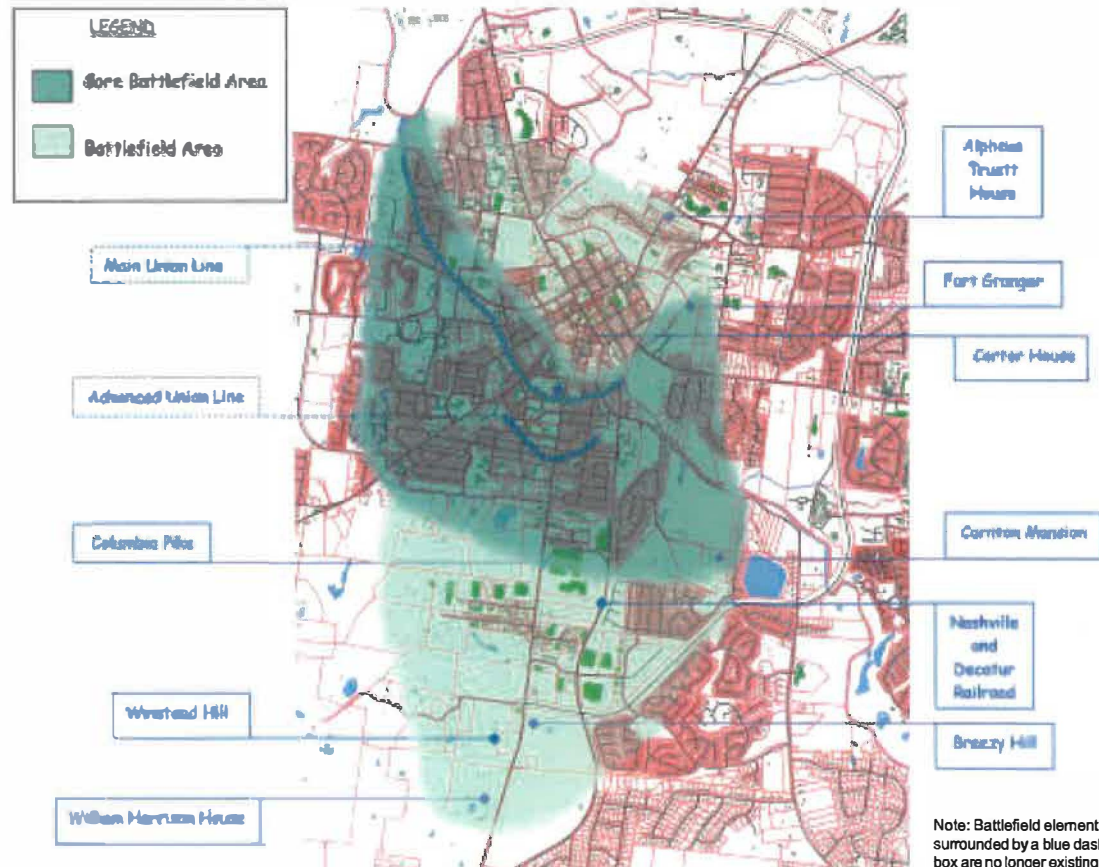 LEGEND
Core Battlefield Area
Battlefield Area
Alpheus
Truett
House
Main Union Line
Fort Granger
Carter House
Advanced Union Line
Columbia Pike
Carnton Mansion
Nashville
and
Decatur
Railroad
Winstead Hill
Breezy Hill
William Harrison House
Note: Battlefield element
surrounded by a blue dash
box are no longer existing